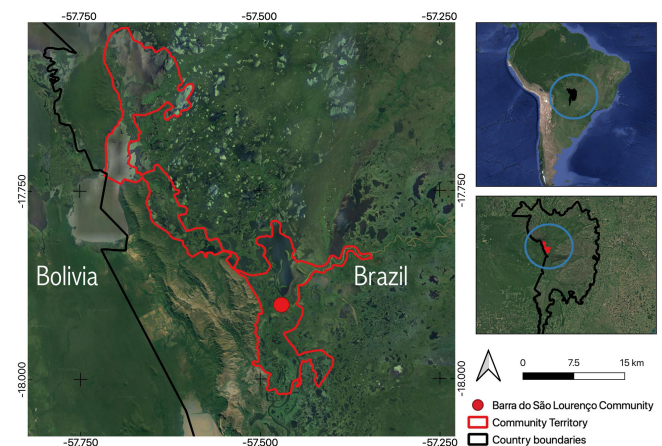 -57.750
-57.500
-57.250
-17.750
-17.750
Bolivia
Brazil
-18.000
-18.000
0
7.5
15 km
Barra do São Lourenço Community
Community Territory
Country boundaries
-57.750
-57.500
-57.250